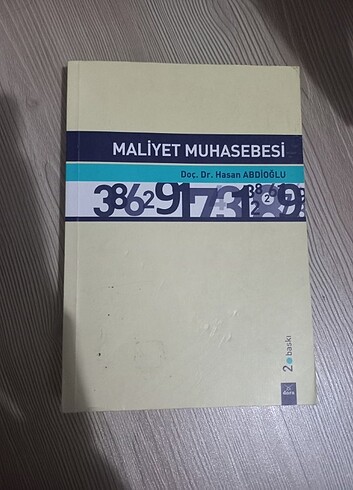 MALİYET MUHASEBESİ
Doç. Dr. Hasan ABDİOĞLU
2. baskı
dora